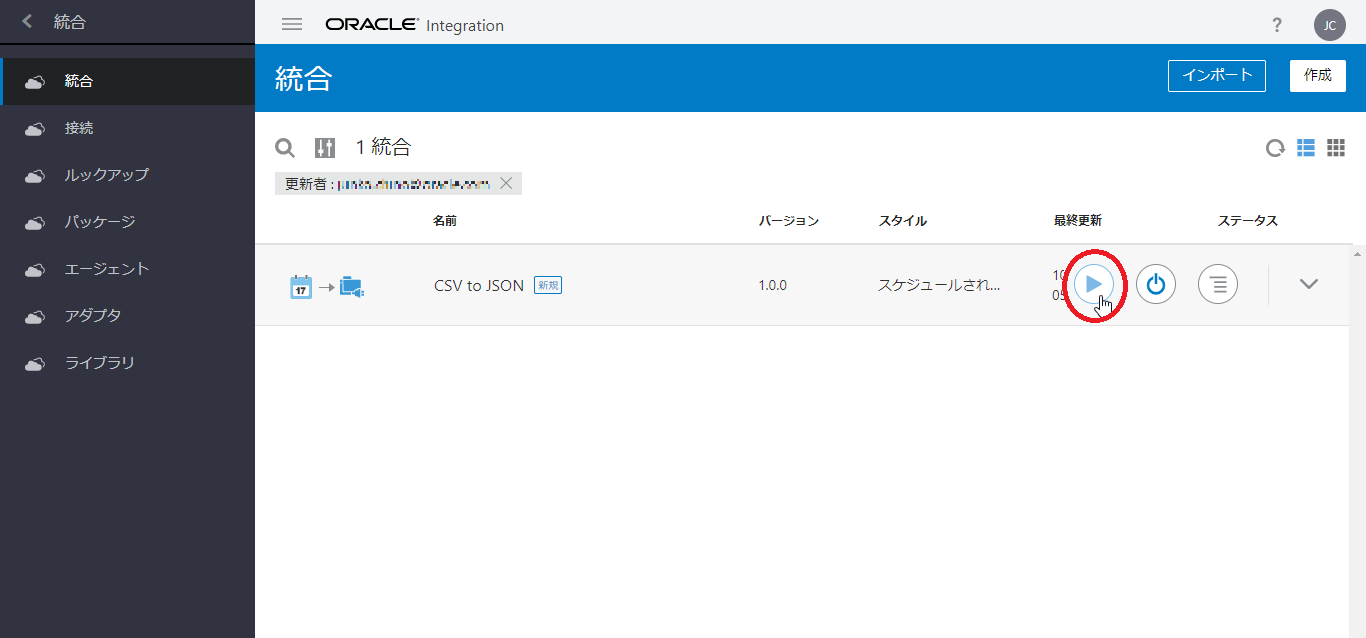 統合
統合
接続
ルックアップ
パッケージ
エージェント
アダプタ
ライブラリ
ORACLE Integration
?
JC
統合
インポート
作成
1 統合
更新者 :
名前
バージョン
スタイル
最終更新
ステータス
17
CSV to JSON
新規
1.0.0
スケジュールされ...